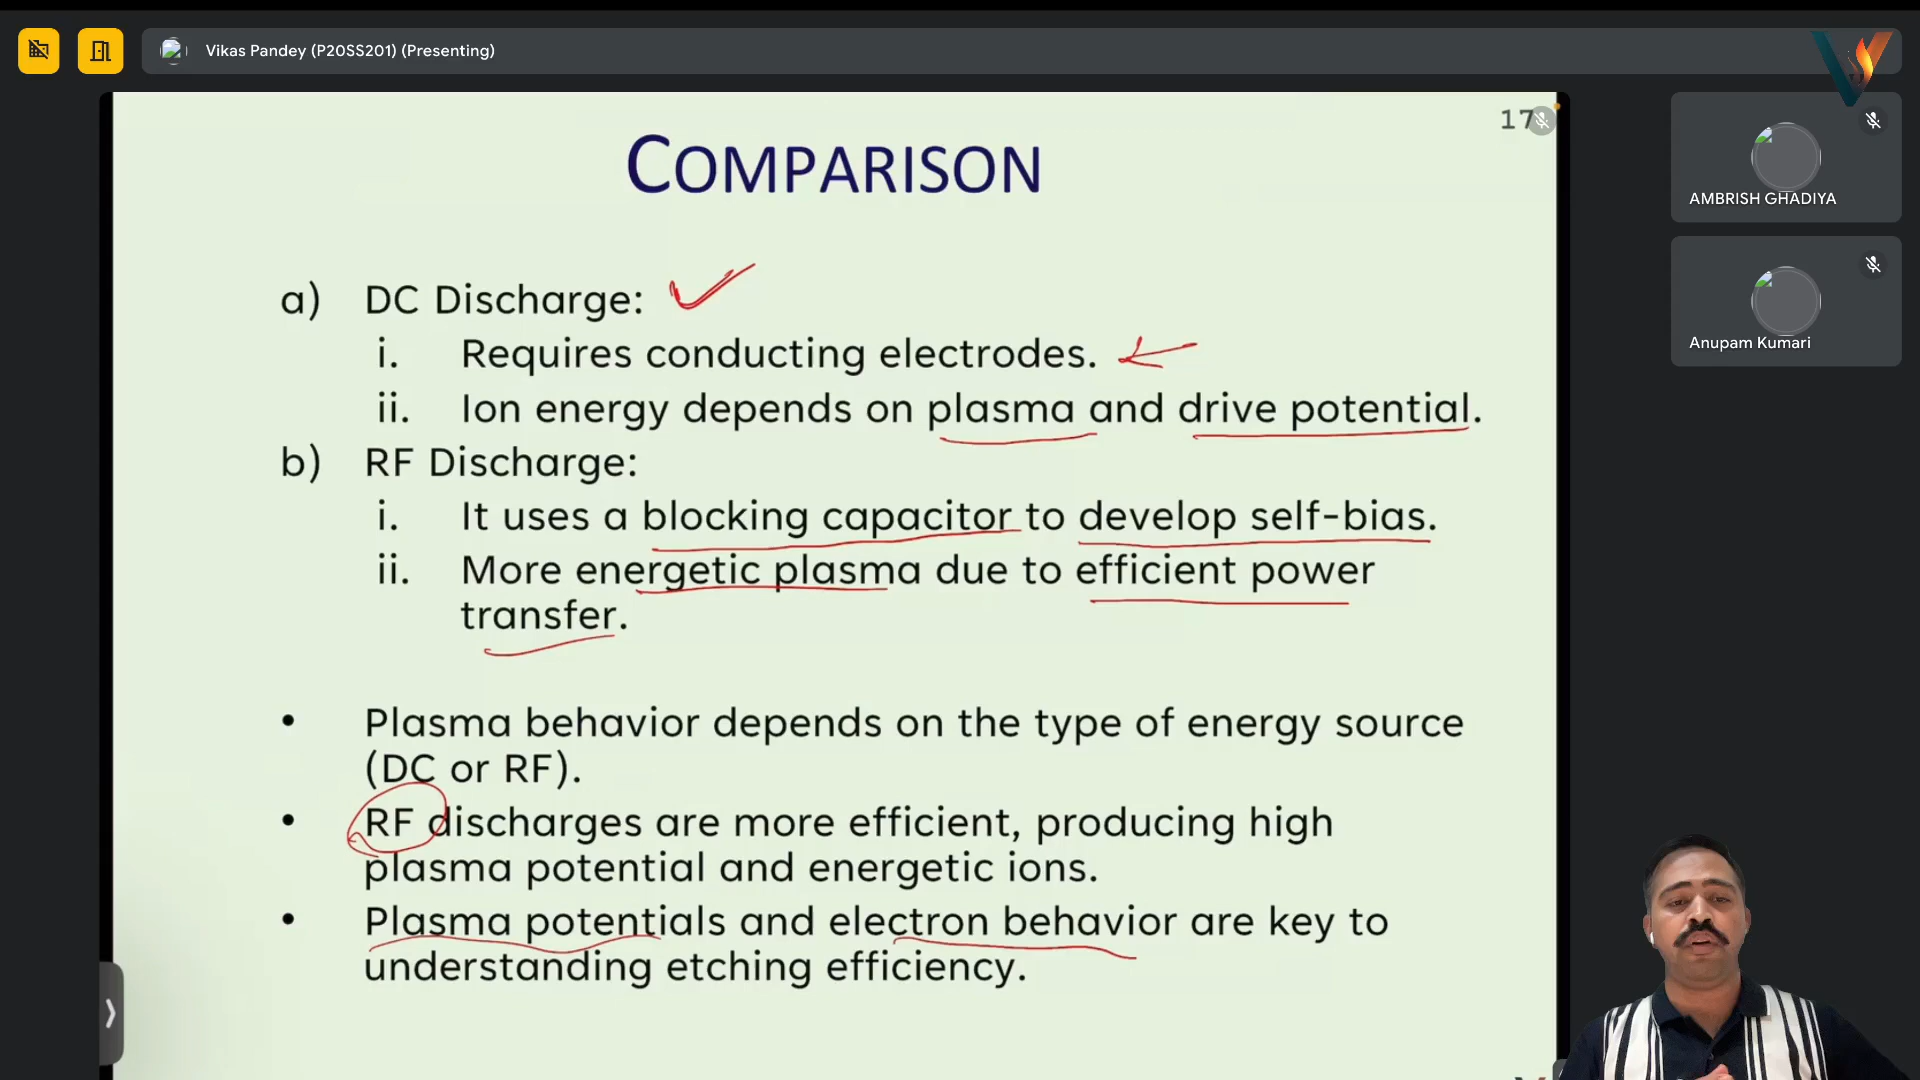 Vikas Pandey (P20SS201) (Presenting)
17
COMPARISON
a) DC Discharge:
i. Requires conducting electrodes.
ii. Ion energy depends on plasma and drive potential.
b) RF Discharge:
i. It uses a blocking capacitor to develop self-bias.
ii. More energetic plasma due to efficient power
transfer.
• Plasma behavior depends on the type of energy source
(DC or RF).
• RF discharges are more efficient, producing high
plasma potential and energetic ions.
• Plasma potentials and electron behavior are key to
understanding etching efficiency.
AMBRISH GHADIYA
Anupam Kumari